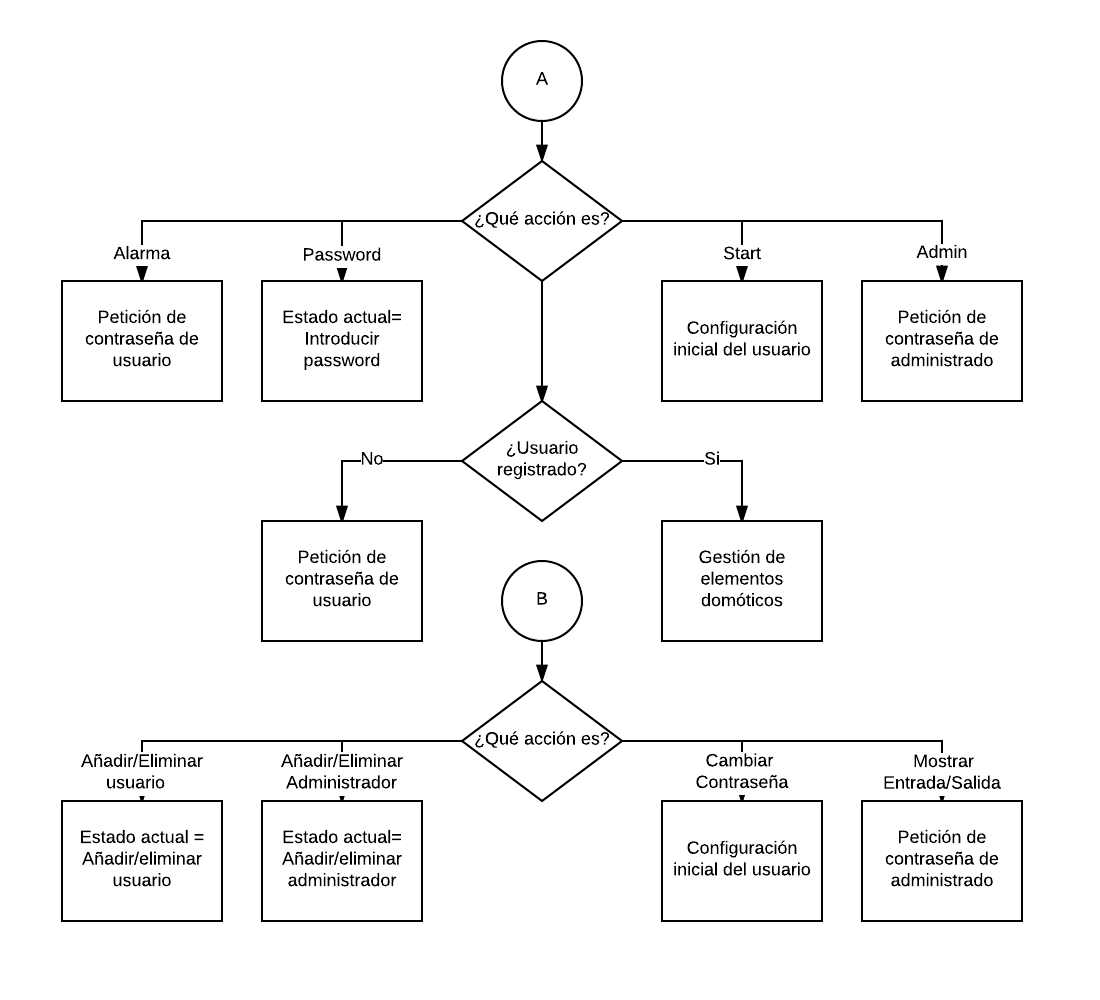 A
¿Qué acción es?
Alarma
Password
Start
Admin
Petición de
contraseña de
usuario
Estado actual=
Introducir
password
Configuración
inicial del usuario
Petición de
contraseña de
administrado
¿Usuario
registrado?
No
Si
Petición de
contraseña de
usuario
Gestión de
elementos
domóticos
B
¿Qué acción es?
Añadir/Eliminar
usuario
Añadir/Eliminar
Administrador
Cambiar
Contraseña
Mostrar
Entrada/Salida
Estado actual =
Añadir/eliminar
usuario
Estado actual=
Añadir/eliminar
administrador
Configuración
inicial del usuario
Petición de
contraseña de
administrado